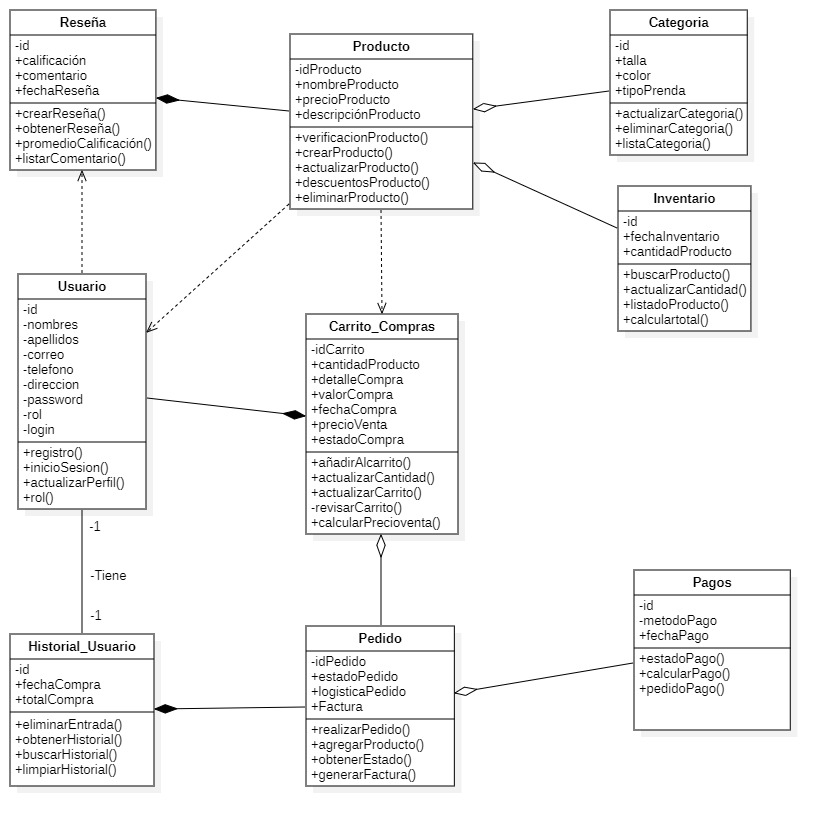 Reseña
-id
+calificación
+comentario
+fechaReseña
+crearReseña()
+obtenerReseña()
+promedioCalificación()
+listarComentario()
Producto
-idProducto
+nombreProducto
+precioProducto
+descripciónProducto
+verificacionProducto()
+crearProducto()
+actualizarProducto()
+descuentosProducto()
+eliminarProducto()
Categoria
-id
+talla
+color
+tipoPrenda
+actualizarCategoria()
+eliminarCategoria()
+listaCategoria()
Inventario
-id
+fechaInventario
+cantidadProducto
+buscarProducto()
+actualizarCantidad()
+listadoProducto()
+calculartotal()
Usuario
-id
-nombres
-apellidos
-correo
-telefono
-direccion
-password
-rol
-login
+registro()
+inicioSesion()
+actualizarPerfil()
+rol()
Carrito_Compras
-idCarrito
+cantidadProducto
+detalleCompra
+valorCompra
+fechaCompra
+precioVenta
+estadoCompra
+añadirAlcarrito()
+actualizarCantidad()
+actualizarCarrito()
-revisarCarrito()
+calcularPrecioventa()
-1
-Tiene
-1
Historial_Usuario
-id
+fechaCompra
+totalCompra
+eliminarEntrada()
+obtenerHistorial()
+buscarHistorial()
+limpiarHistorial()
Pedido
-idPedido
+estadoPedido
+logisticaPedido
+Factura
+realizarPedido()
+agregarProducto()
+obtenerEstado()
+generarFactura()
Pagos
-id
-metodoPago
+fechaPago
+estadoPago()
+calcularPago()
+pedidoPago()